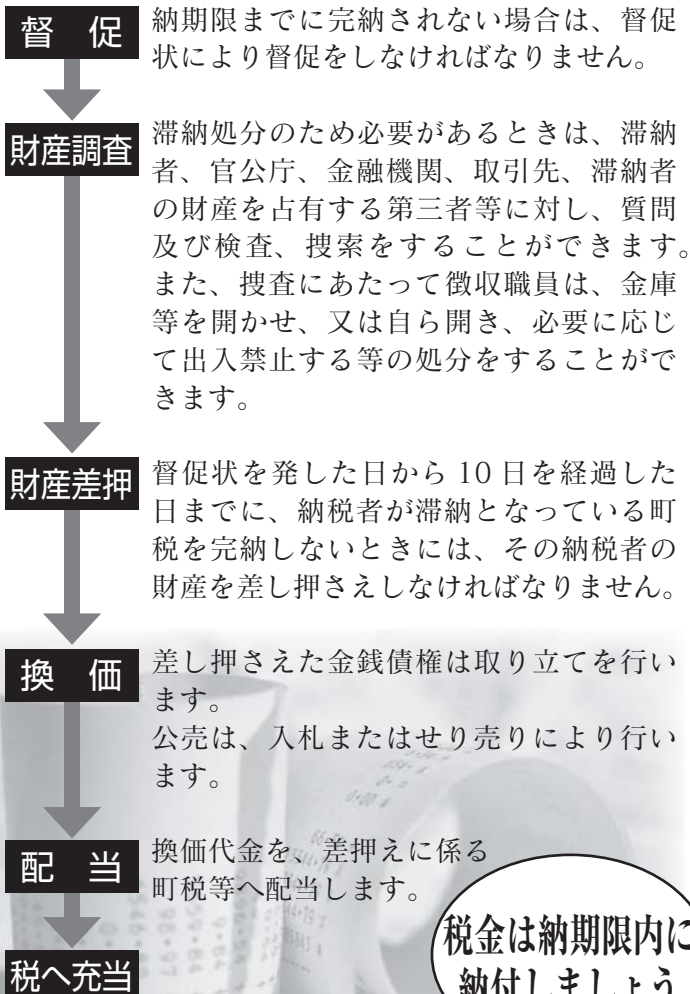 督　促
納期限までに完納されない場合は、督促
状により督促をしなければなりません。
財産調査
滞納処分のため必要があるときは、滞納
者、官公庁、金融機関、取引先、滞納者
の財産を占有する第三者等に対し、質問
及び検査、捜索をすることができます。
また、捜査にあたって徴収職員は、金庫
等を開かせ、又は自ら開き、必要に応じ
て出入禁止する等の処分をすることがで
きます。
財産差押
督促状を発した日から 10 日を経過した
日までに、納税者が滞納となっている町
税を完納しないときには、その納税者の
財産を差し押さえしなければなりません。
換　価
差し押さえた金銭債権は取り立てを行い
ます。
公売は、入札またはせり売りにより行い
ます。
配　当
換価代金を、差押えに係る
町税等へ配当します。
税へ充当
税金は納期限内に
納付しましょう